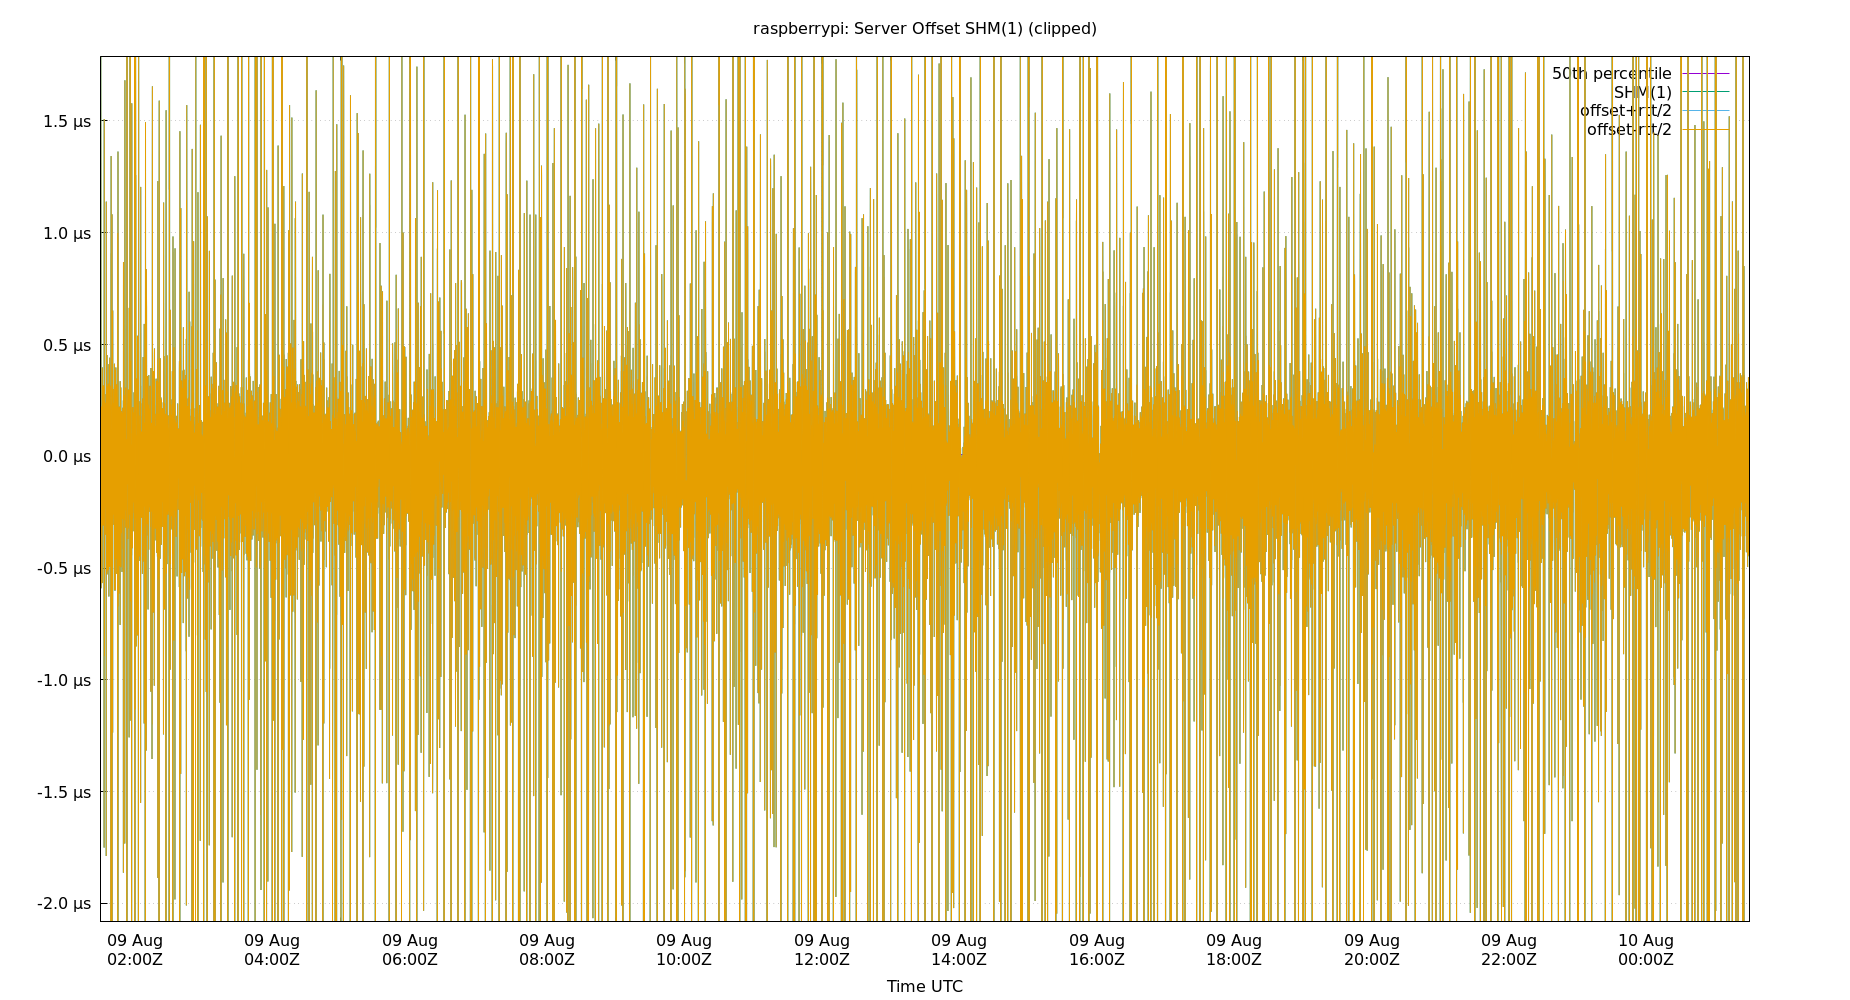 raspberrypi: Server Offset SHM(1) (clipped)
50th percentile
SHM(1)
offset+rtt/2
offset-rtt/2
1.5 µs
1.0 µs
0.5 µs
0.0 µs
-0.5 µs
-1.0 µs
-1.5 µs
-2.0 µs
09 Aug 09 Aug 09 Aug 09 Aug 09 Aug 09 Aug 09 Aug 09 Aug 09 Aug 09 Aug 09 Aug 10 Aug
02:00Z 04:00Z 06:00Z 08:00Z 10:00Z 12:00Z 14:00Z 16:00Z 18:00Z 20:00Z 22:00Z 00:00Z
Time UTC